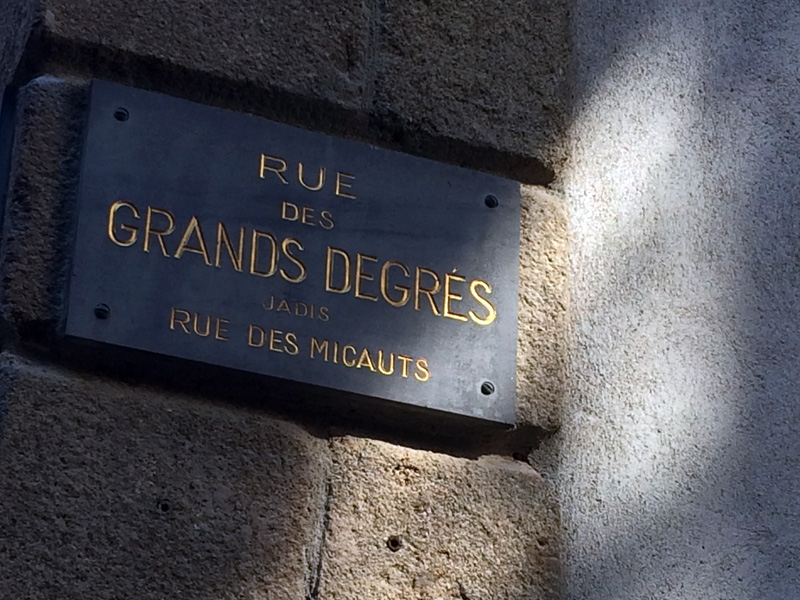 RUE
DES
GRANDS DEGRÉS
JADIS
RUE DES MICAUTS